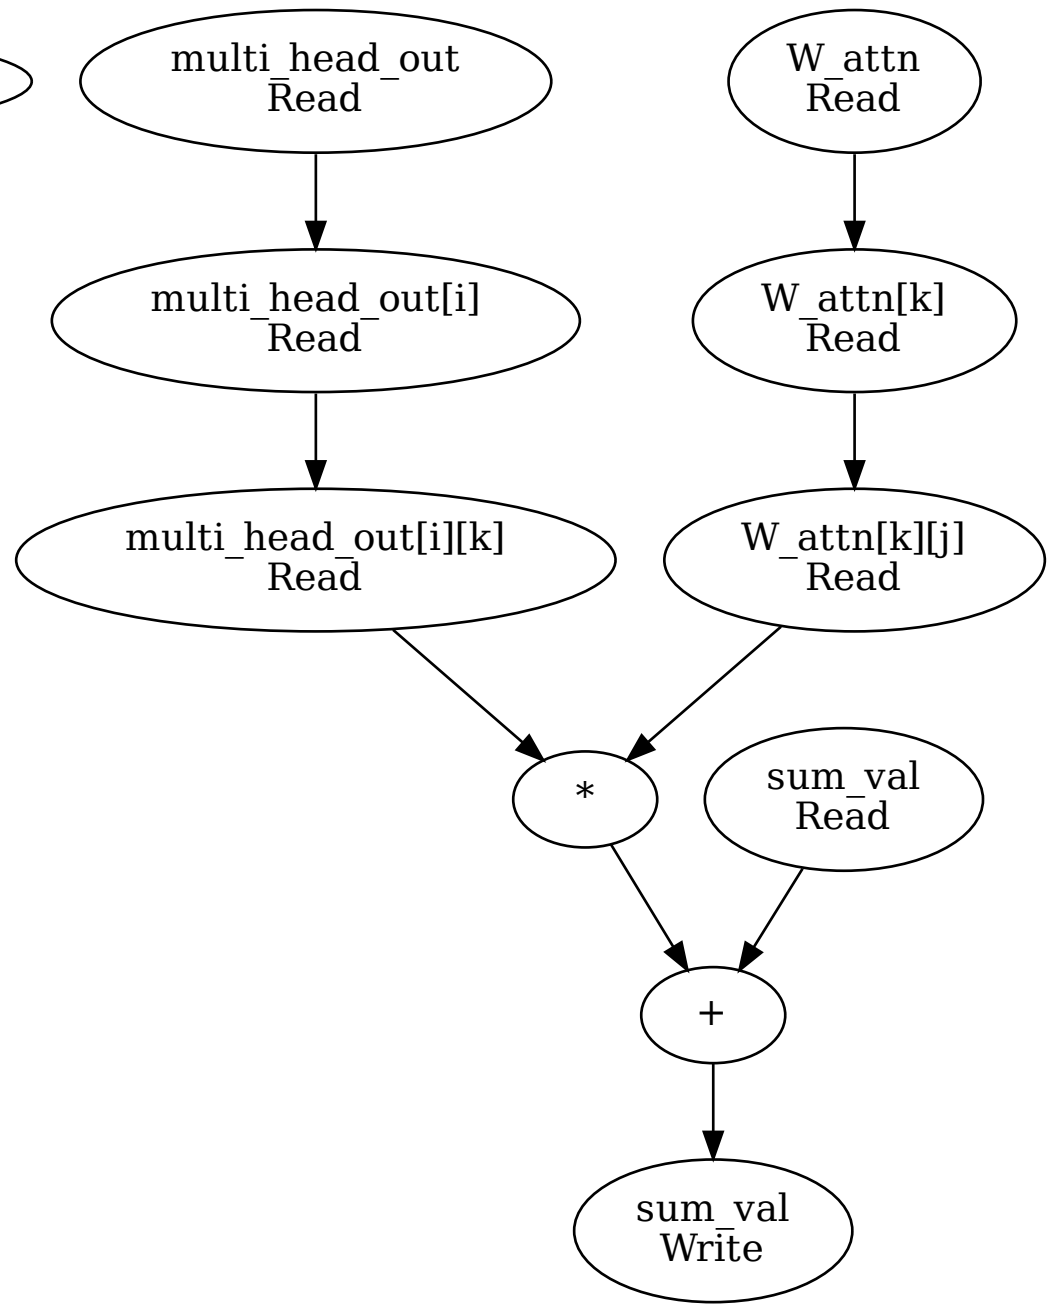 multi_head_out
Read
W_attn
Read
multi_head_out[i]
Read
W_attn[k]
Read
multi_head_out[i][k]
Read
W_attn[k][j]
Read
*
sum_val
Read
+
sum_val
Write